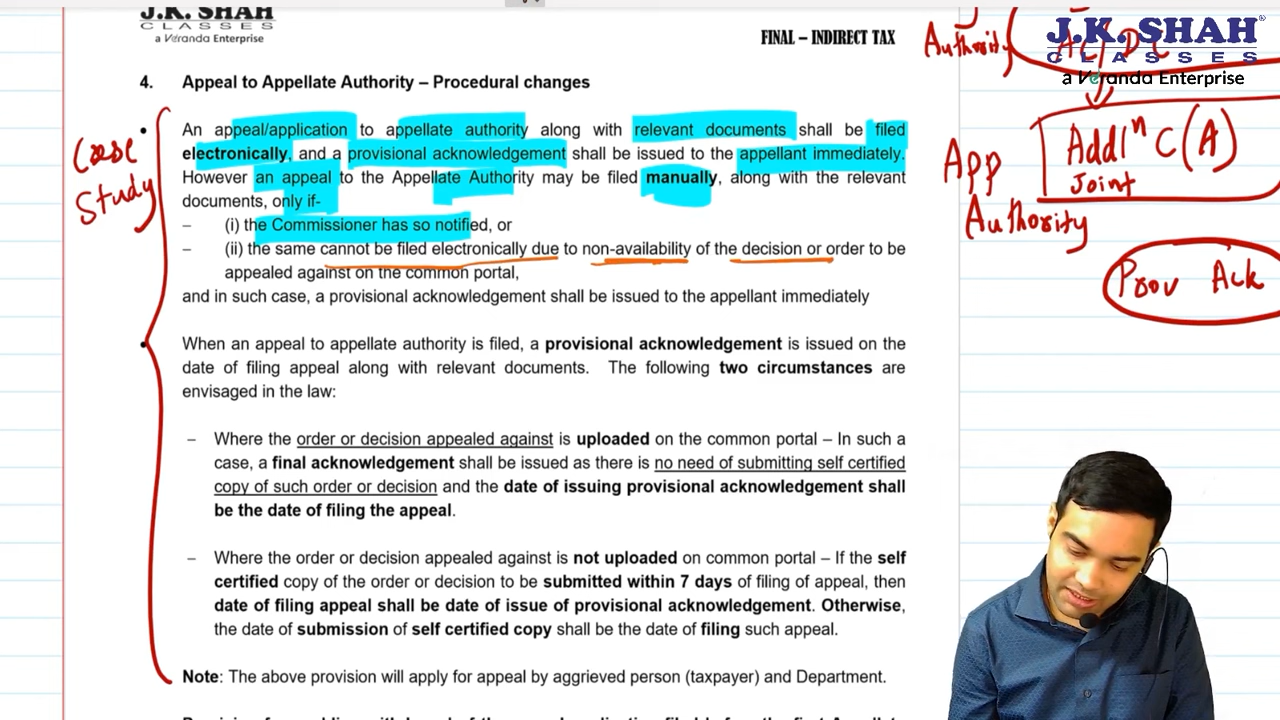 J.K. SHAH
CLASSES
a Veranda Enterprise
FINAL – INDIRECT TAX
Authority
AC/DC
J.K. SHAH
CLASSES
a Veranda Enterprise
4. Appeal to Appellate Authority – Procedural changes
Case Study
• An appeal/application to appellate authority along with relevant documents shall be filed
electronically, and a provisional acknowledgement shall be issued to the appellant immediately.
However an appeal to the Appellate Authority may be filed manually, along with the relevant
documents, only if-
– (i) the Commissioner has so notified, or
– (ii) the same cannot be filed electronically due to non-availability of the decision or order to be
appealed against on the common portal,
and in such case, a provisional acknowledgement shall be issued to the appellant immediately
App
Authority
Addlⁿ C(A)
Joint
Prov Ack
• When an appeal to appellate authority is filed, a provisional acknowledgement is issued on the
date of filing appeal along with relevant documents. The following two circumstances are
envisaged in the law:
– Where the order or decision appealed against is uploaded on the common portal – In such a
case, a final acknowledgement shall be issued as there is no need of submitting self certified
copy of such order or decision and the date of issuing provisional acknowledgement shall
be the date of filing the appeal.
– Where the order or decision appealed against is not uploaded on common portal – If the self
certified copy of the order or decision to be submitted within 7 days of filing of appeal, then
date of filing appeal shall be date of issue of provisional acknowledgement. Otherwise,
the date of submission of self certified copy shall be the date of filing such appeal.
Note: The above provision will apply for appeal by aggrieved person (taxpayer) and Department.